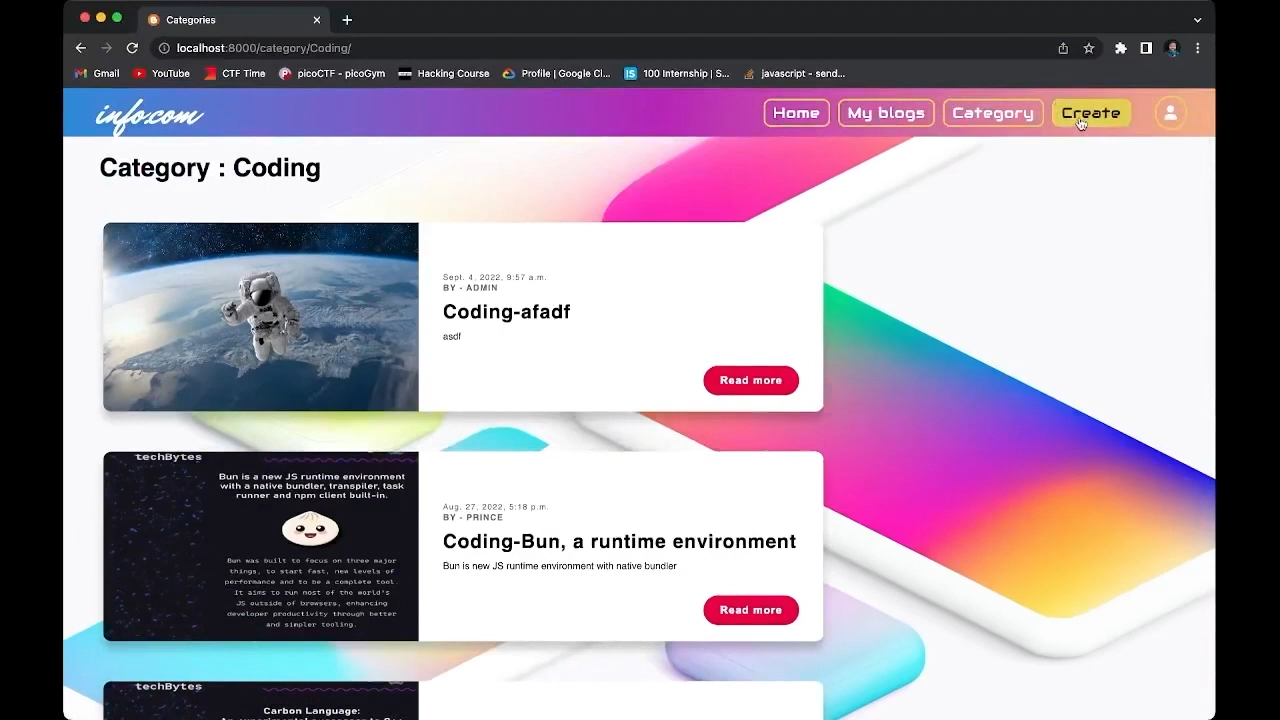 Categories
localhost:8000/category/Coding/
Gmail YouTube CTF Time picoCTF - picoGym Hacking Course Profile | Google Cl... IS 100 Internship | S... javascript - send...
info.com Home My blogs Category Create
Category : Coding
Sept. 4, 2022, 9:57 a.m.
BY - ADMIN
Coding-afadf
asdf
Read more
techBytes
Bun is a new JS runtime environment
with a native bundler, transpiler, task
runner and npm client built-in.
Bun was built to focus on three major
things, to start fast, new levels of
performance and to be a complete tool.
It aims to run most of the world's
JS outside of browsers, enhancing
developer productivity through better
and simpler tooling.
Aug. 27, 2022, 5:18 p.m.
BY - PRINCE
Coding-Bun, a runtime environment
Bun is new JS runtime environment with native bundler
Read more
techBytes
Carbon Language: